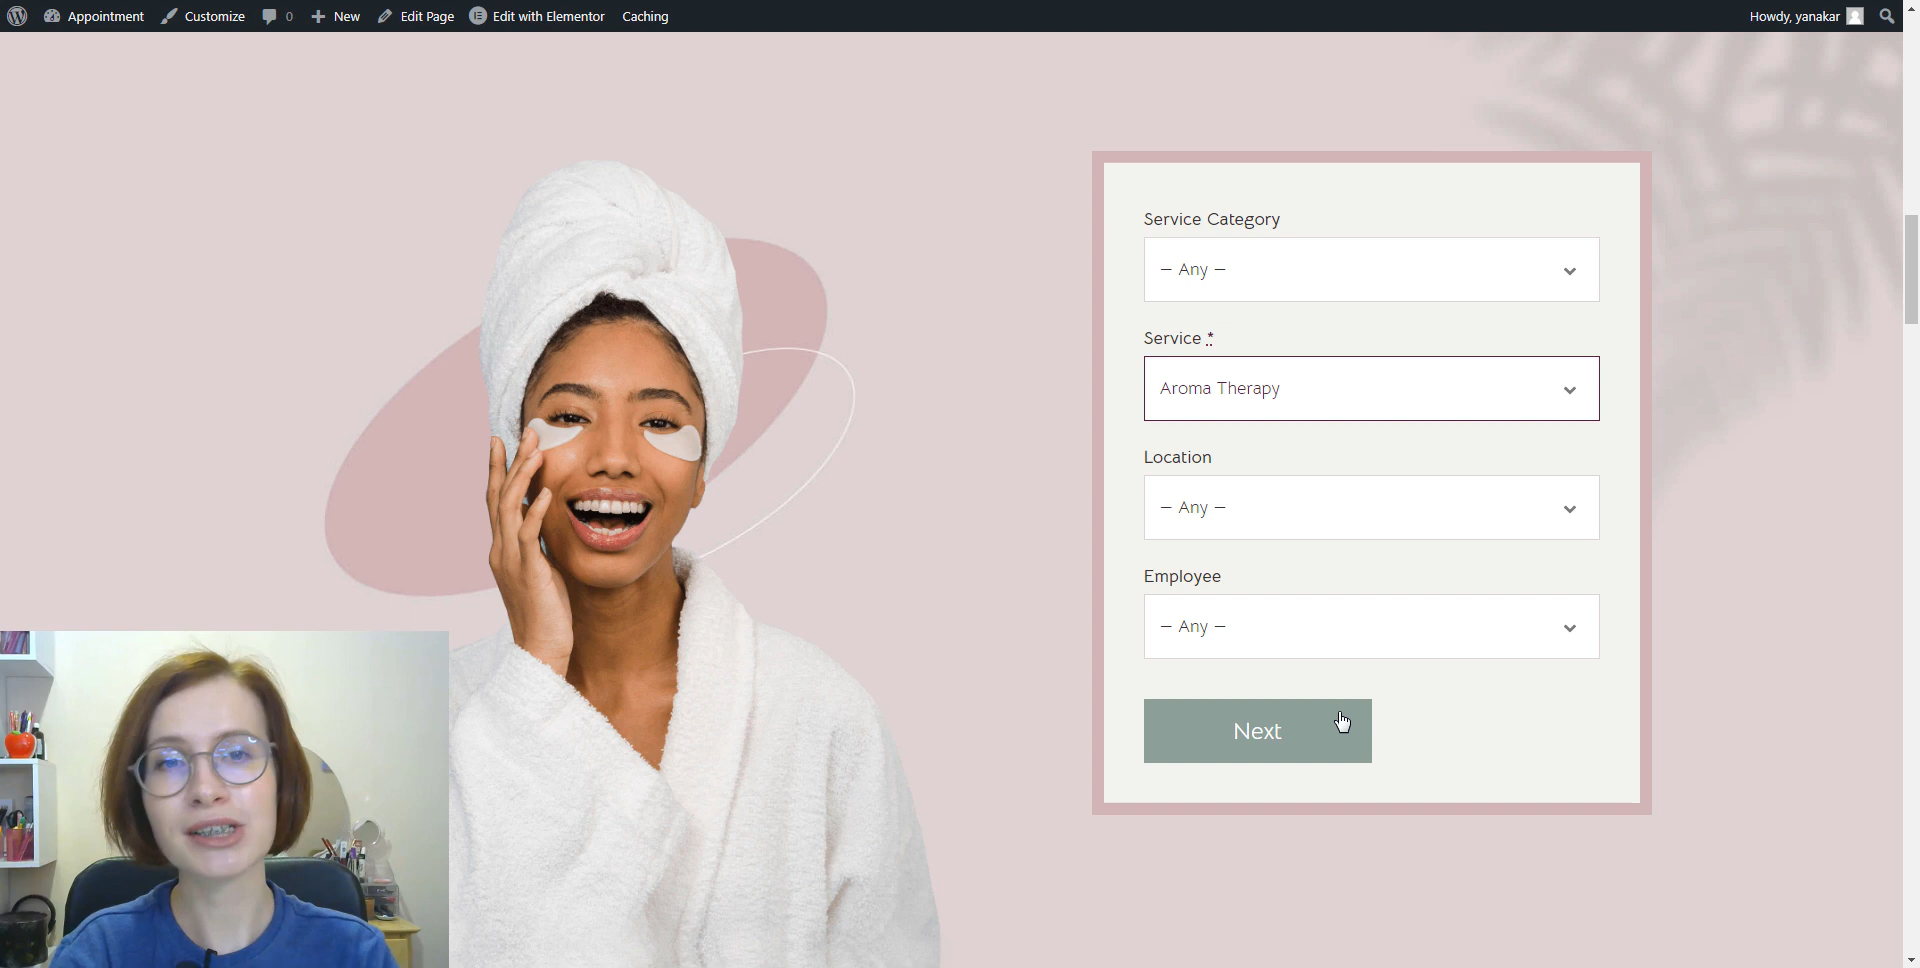 Appointment
Customize
0
New
Edit Page
Edit with Elementor
Caching
Howdy, yanakar
Service Category
— Any —
Service *
Aroma Therapy
Location
— Any —
Employee
— Any —
Next